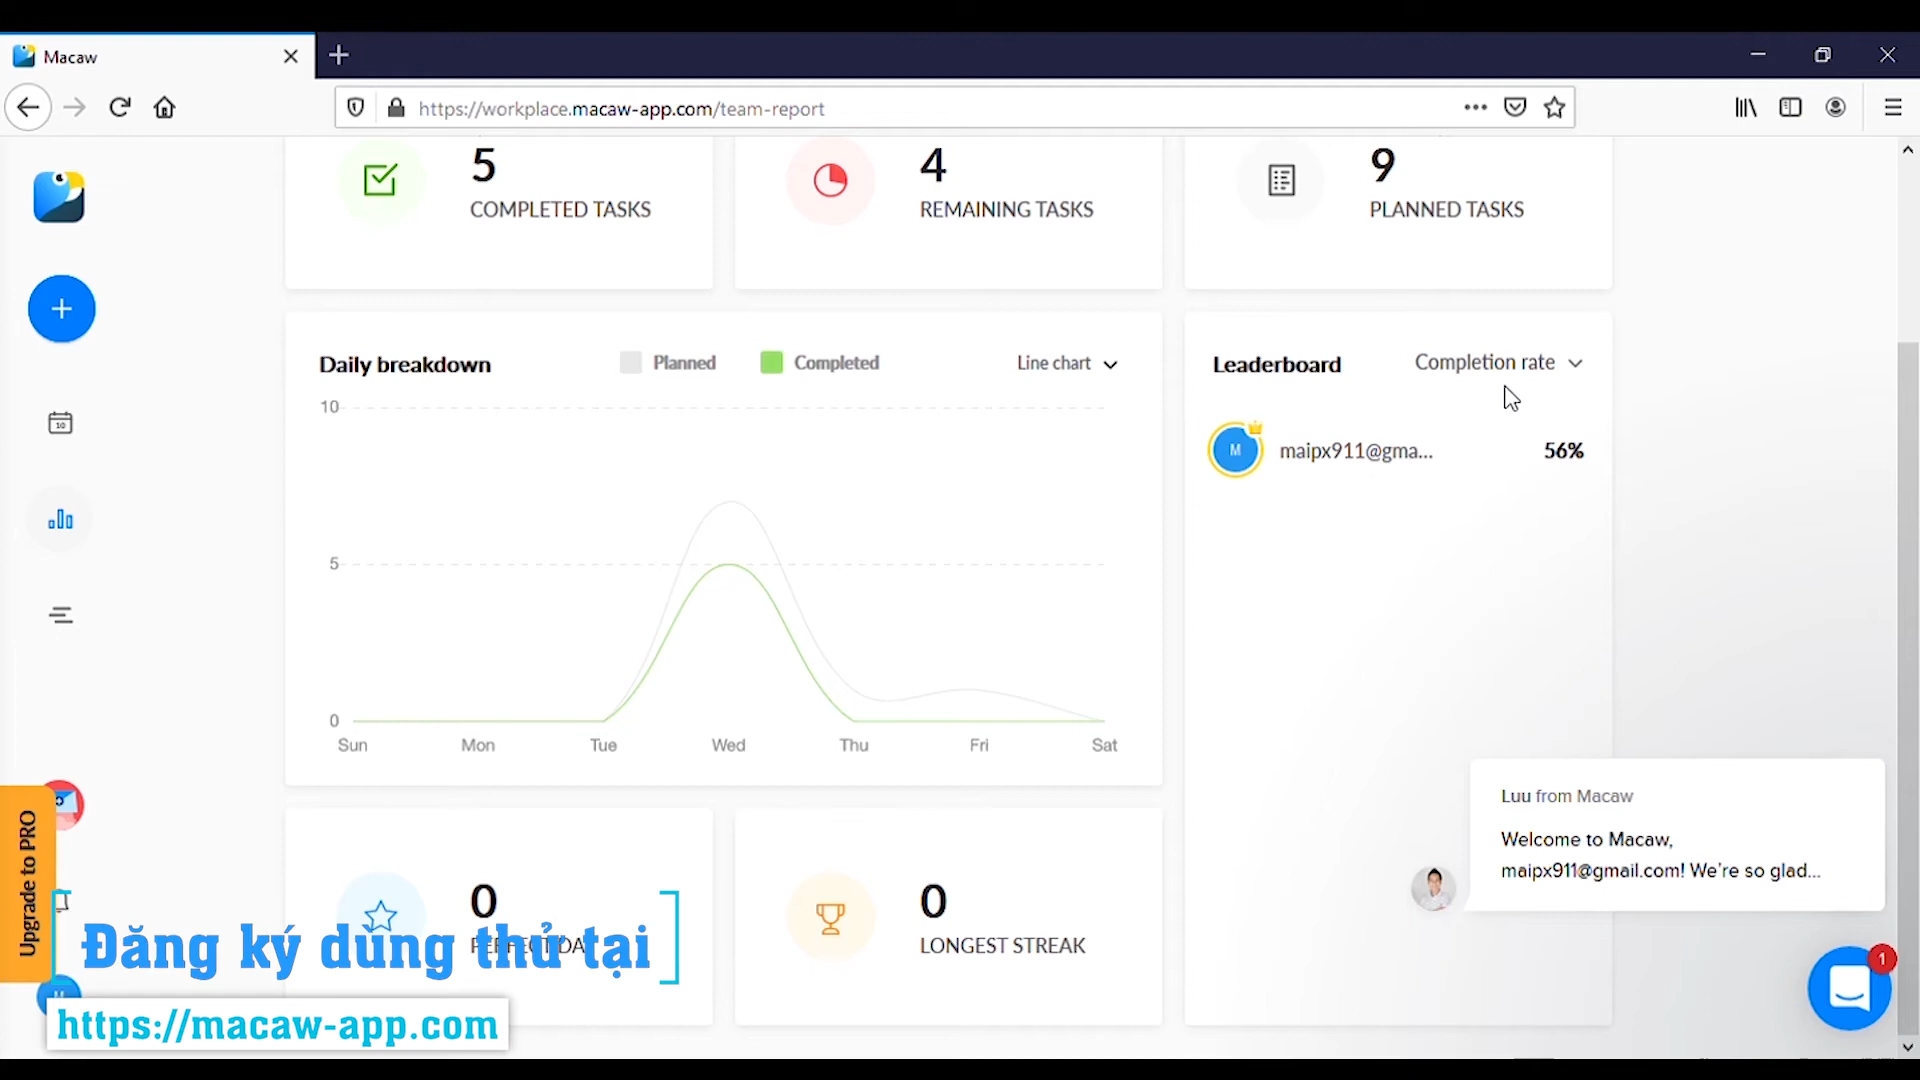 Macaw
https://workplace.macaw-app.com/team-report
5
COMPLETED TASKS
4
REMAINING TASKS
9
PLANNED TASKS
10
Daily breakdown
Planned
Completed
Line chart
10
5
0
Sun Mon Tue Wed Thu Fri Sat
Leaderboard
Completion rate
M
maipx911@gma...
56%
Upgrade to PRO
0
0
LONGEST STREAK
Luu from Macaw
Welcome to Macaw,
maipx911@gmail.com! We're so glad...
1
Đăng ký dùng thử tại
https://macaw-app.com